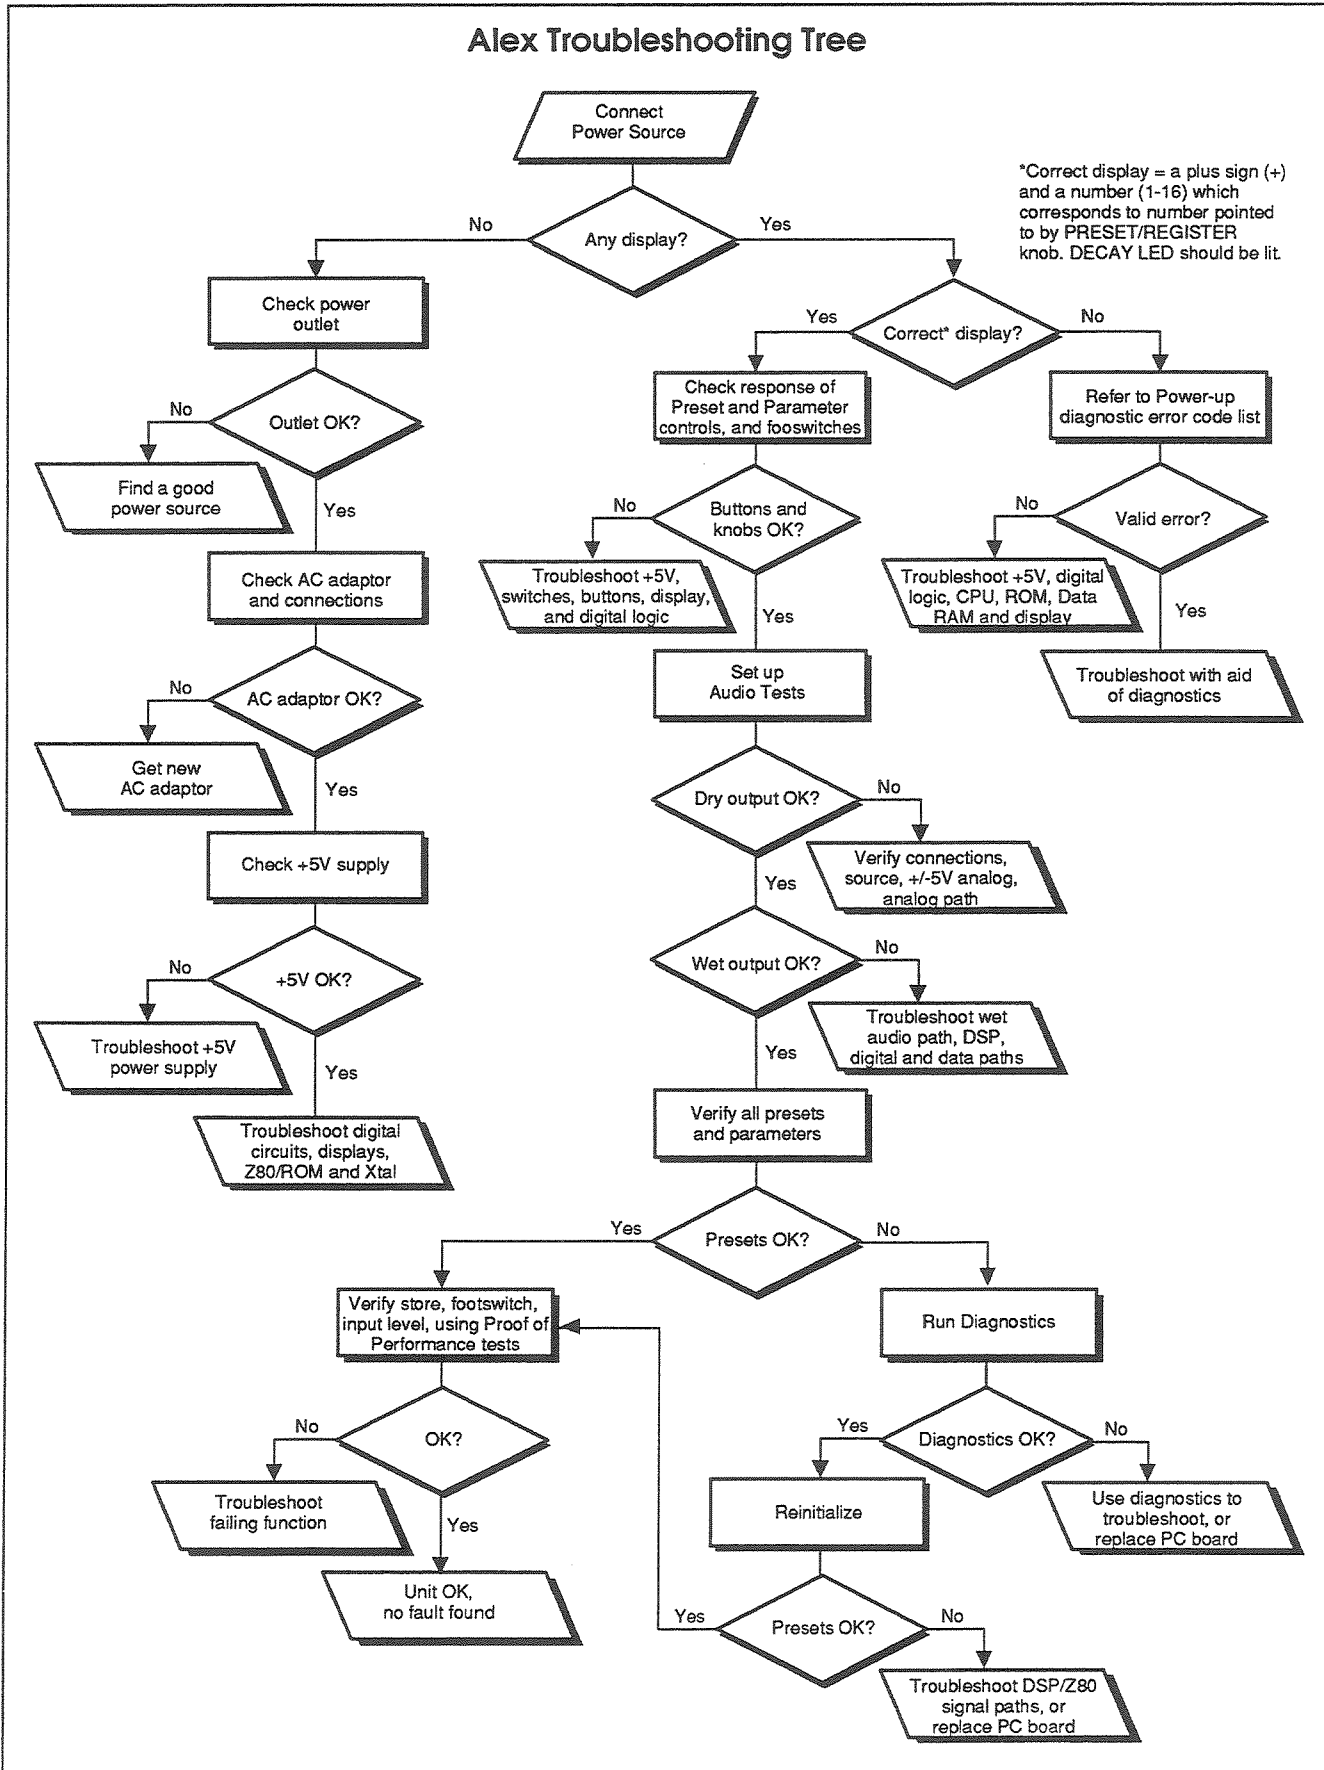 Alex Troubleshooting Tree
Connect
Power Source
*Correct display = a plus sign (+)
and a number (1-16) which
corresponds to number pointed
to by PRESET/REGISTER
knob. DECAY LED should be lit.
No
Any display?
Yes
Check power
outlet
Yes
Correct* display?
No
Check response of
Preset and Parameter
controls, and fooswitches
Refer to Power-up
diagnostic error code list
No
Outlet OK?
Find a good
power source
Yes
No
Buttons and
knobs OK?
No
Valid error?
Check AC adaptor
and connections
Troubleshoot +5V,
switches, buttons, display,
and digital logic
Yes
Troubleshoot +5V, digital
logic, CPU, ROM, Data
RAM and display
Yes
Set up
Audio Tests
Troubleshoot with aid
of diagnostics
No
AC adaptor OK?
Get new
AC adaptor
Yes
Dry output OK?
No
Check +5V supply
Verify connections,
source, +/-5V analog,
analog path
Yes
No
+5V OK?
Wet output OK?
No
Troubleshoot +5V
power supply
Yes
Troubleshoot wet
audio path, DSP,
digital and data paths
Yes
Troubleshoot digital
circuits, displays,
Z80/ROM and Xtal
Verify all presets
and parameters
Yes
Presets OK?
No
Verify store, footswitch,
input level, using Proof of
Performance tests
Run Diagnostics
No
OK?
Yes
Diagnostics OK?
No
Troubleshoot
failing function
Yes
Reinitialize
Use diagnostics to
troubleshoot, or
replace PC board
Unit OK,
no fault found
Yes
Presets OK?
No
Troubleshoot DSP/Z80
signal paths, or
replace PC board